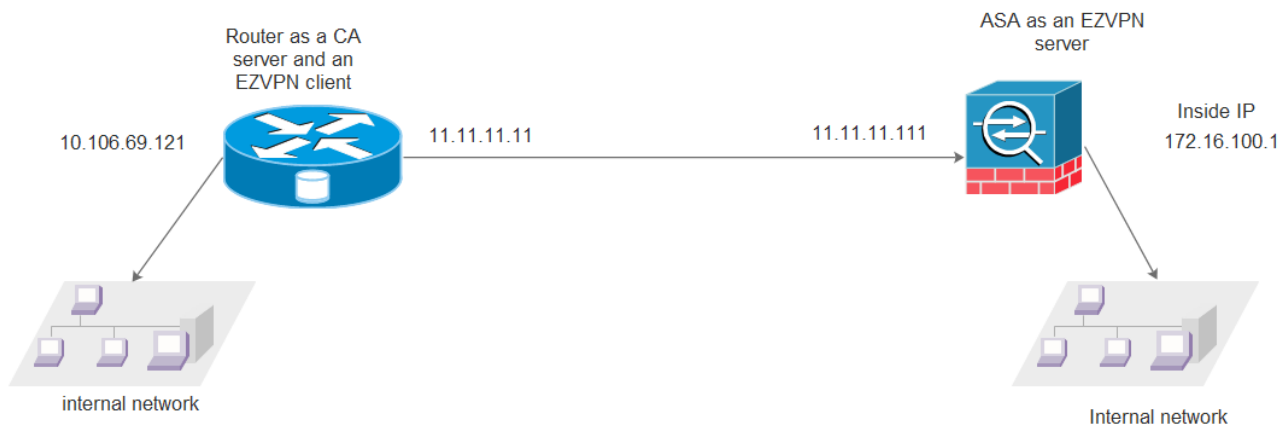 Router as a CA
server and an
EZVPN client
ASA as an EZVPN
server
10.106.69.121
11.11.11.11
11.11.11.111
Inside IP
172.16.100.1
internal network
Internal network